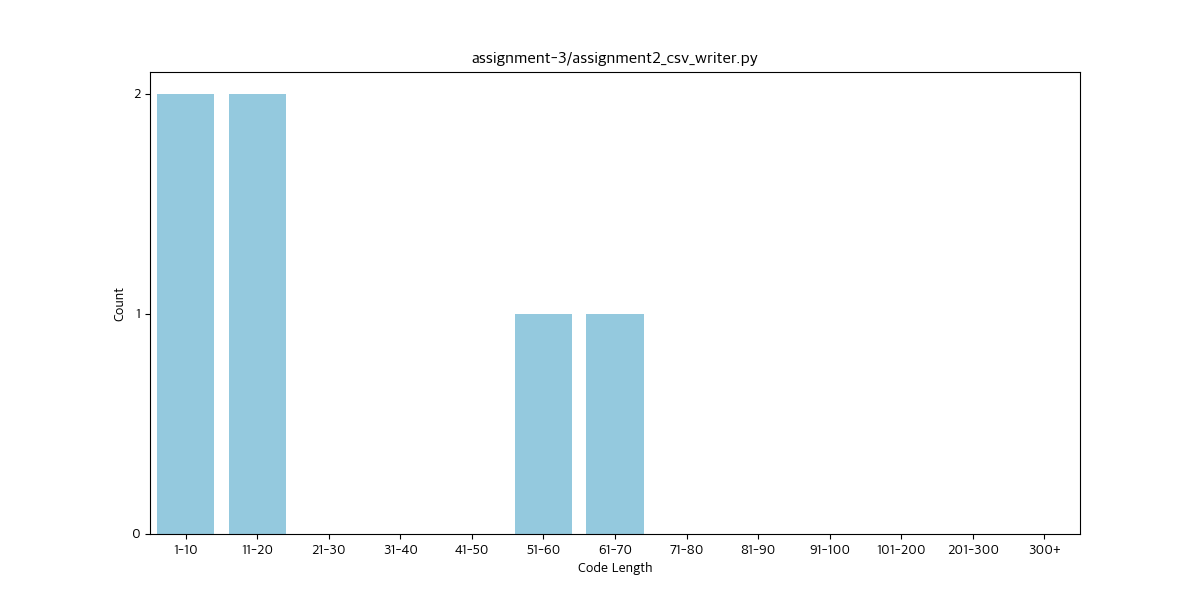 assignment-3/assignment2_csv_writer.py
Count
2
1
0
1-10 11-20 21-30 31-40 41-50 51-60 61-70 71-80 81-90 91-100 101-200 201-300 300+
Code Length